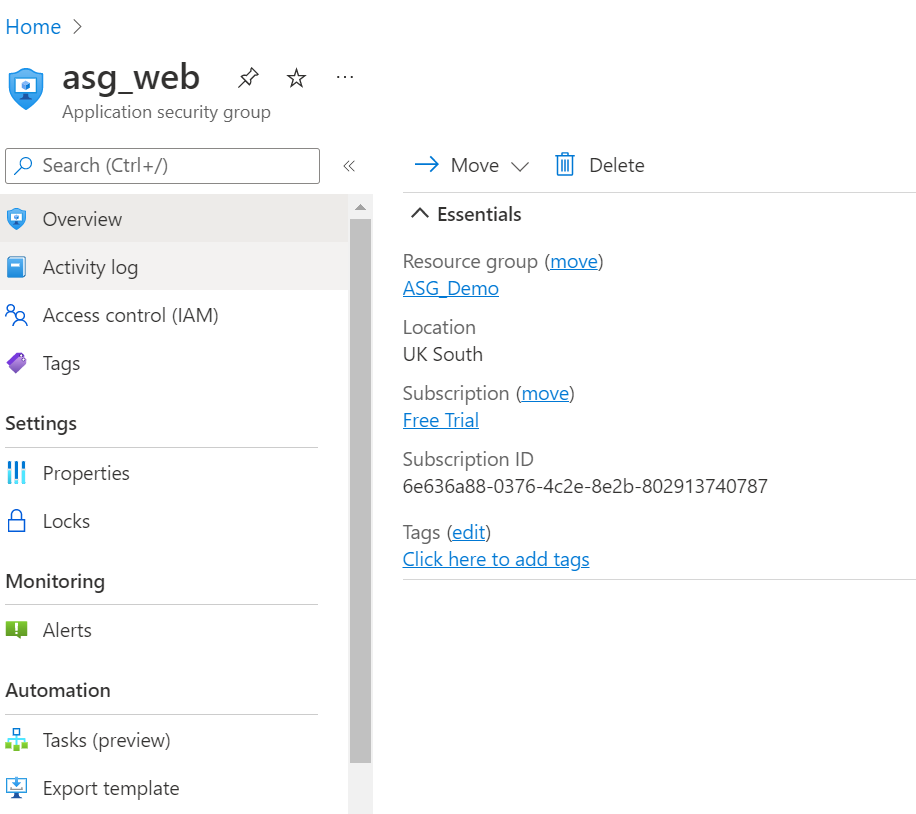 Home
asg_web
Application security group
Search (Ctrl+/)
Move
Delete
Overview
Activity log
Access control (IAM)
Tags
Settings
Properties
Locks
Monitoring
Alerts
Automation
Tasks (preview)
Export template
Essentials
Resource group (move)
ASG_Demo
Location
UK South
Subscription (move)
Free Trial
Subscription ID
6e636a88-0376-4c2e-8e2b-802913740787
Tags (edit)
Click here to add tags